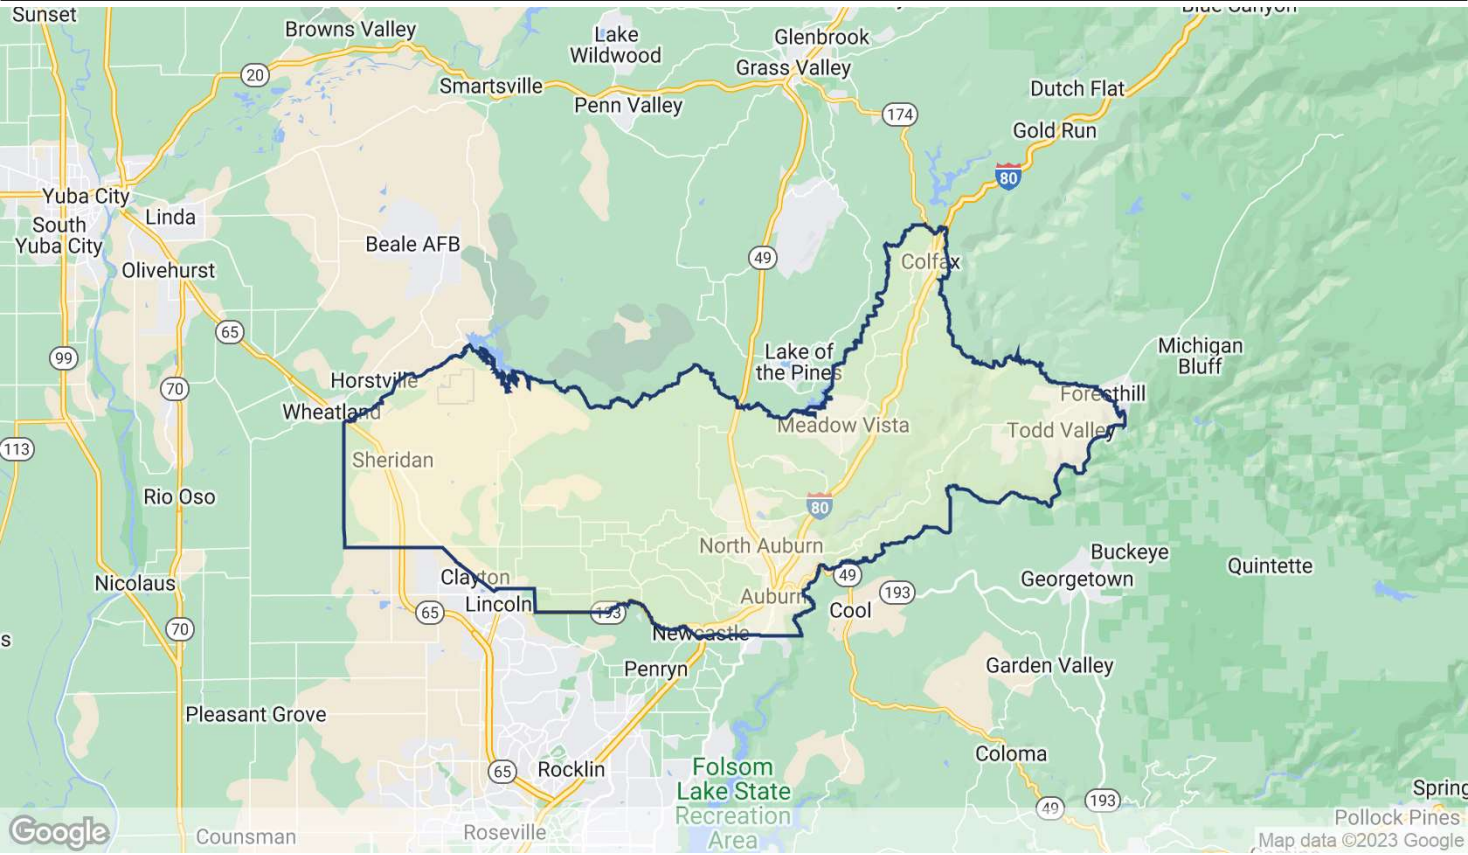 Sunset
Blue Canyon
Browns Valley
Lake
Wildwood
Glenbrook
Grass Valley
20
Smartsville
Penn Valley
Dutch Flat
174
Gold Run
80
Yuba City
Linda
South
Yuba City
Beale AFB
49
Olivehurst
Colfax
65
99
Lake of
the Pines
Michigan
Bluff
Horstville
70
Foresthill
Wheatland
Meadow Vista
Todd Valley
113
Sheridan
Rio Oso
80
North Auburn
Buckeye
Quintette
Nicolaus
Clayton
49
Georgetown
193
Auburn
Lincoln
65
193
Cool
70
Newcastle
Penryn
Garden Valley
Pleasant Grove
Coloma
65
Rocklin
Folsom
Lake State
Recreation
Area
Spring
49
193
Pollock Pines
Google
Counsman
Roseville
Map data ©2023 Google